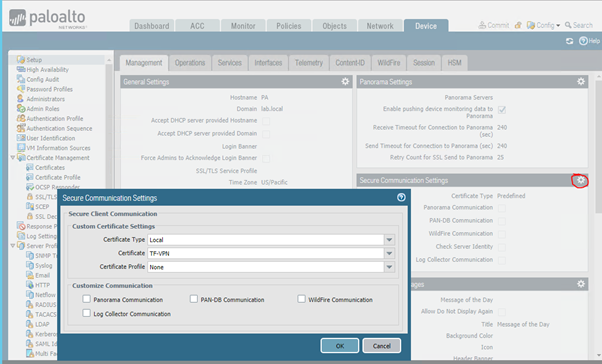 paloalto
NETWORKS
Dashboard
ACC
Monitor
Policies
Objects
Network
Device
Commit
Config
Search
Help
Setup
High Availability
Config Audit
Password Profiles
Administrators
Admin Roles
Authentication Profile
Authentication Sequence
User Identification
VM Information Sources
Certificate Management
Certificates
Certificate Profile
OCSP Responder
SSL/TL
SCEP
SSL De
Response P
Log Setting
Server Prof
SNMP T
Syslog
Email
HTTP
Netflow
RADIUS
TACACS
LDAP
Kerbero
SAML Id
Multi Fac
Management
Operations
Services
Interfaces
Telemetry
Content-ID
WildFire
Session
HSM
General Settings
Hostname PA
Domain lab.local
Accept DHCP server provided Hostname
Accept DHCP server provided Domain
Login Banner
Force Admins to Acknowledge Login Banner
SSL/TLS Service Profile
Time Zone US/Pacific
Panorama Settings
Panorama Servers
Enable pushing device monitoring data to
Panorama
Receive Timeout for Connection to Panorama 240
(sec)
Send Timeout for Connection to Panorama 240
(sec)
Retry Count for SSL Send to Panorama 25
Secure Communication Settings
Certificate Type Predefined
Panorama Communication
PAN-DB Communication
WildFire Communication
Check Server Identity
Log Collector Communication
ages
Message of the Day
Allow Do Not Display Again
Title Message of the Day
Background Color
Icon
Header Banner
Secure Communication Settings
Secure Client Communication
Custom Certificate Settings
Certificate Type Local
Certificate TF-VPN
Certificate Profile None
Customize Communication
Panorama Communication
PAN-DB Communication
WildFire Communication
Log Collector Communication
OK
Cancel